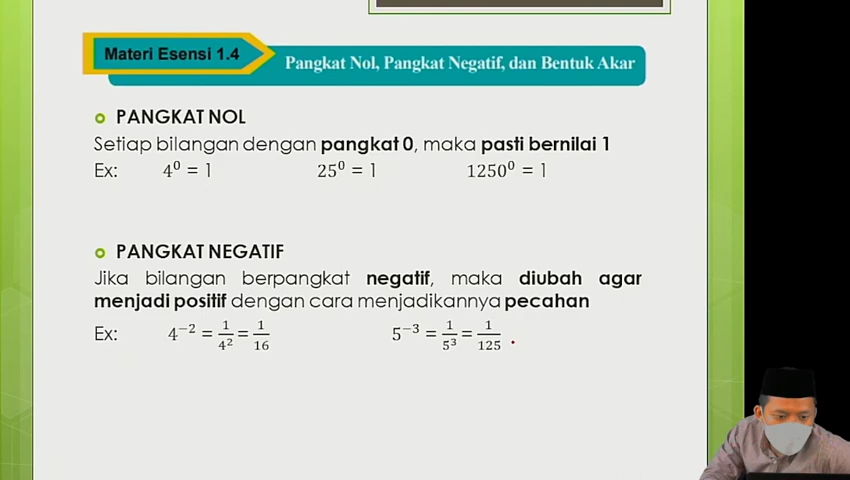 Materi Esensi 1.4
Pangkat Nol, Pangkat Negatif, dan Bentuk Akar
PANGKAT NOL
Setiap bilangan dengan pangkat 0, maka pasti bernilai 1
Ex: 4⁰ = 1 25⁰ = 1 1250⁰ = 1
PANGKAT NEGATIF
Jika bilangan berpangkat negatif, maka diubah agar
menjadi positif dengan cara menjadikannya pecahan
Ex: 4⁻² = 1/4² = 1/16 5⁻³ = 1/5³ = 1/125